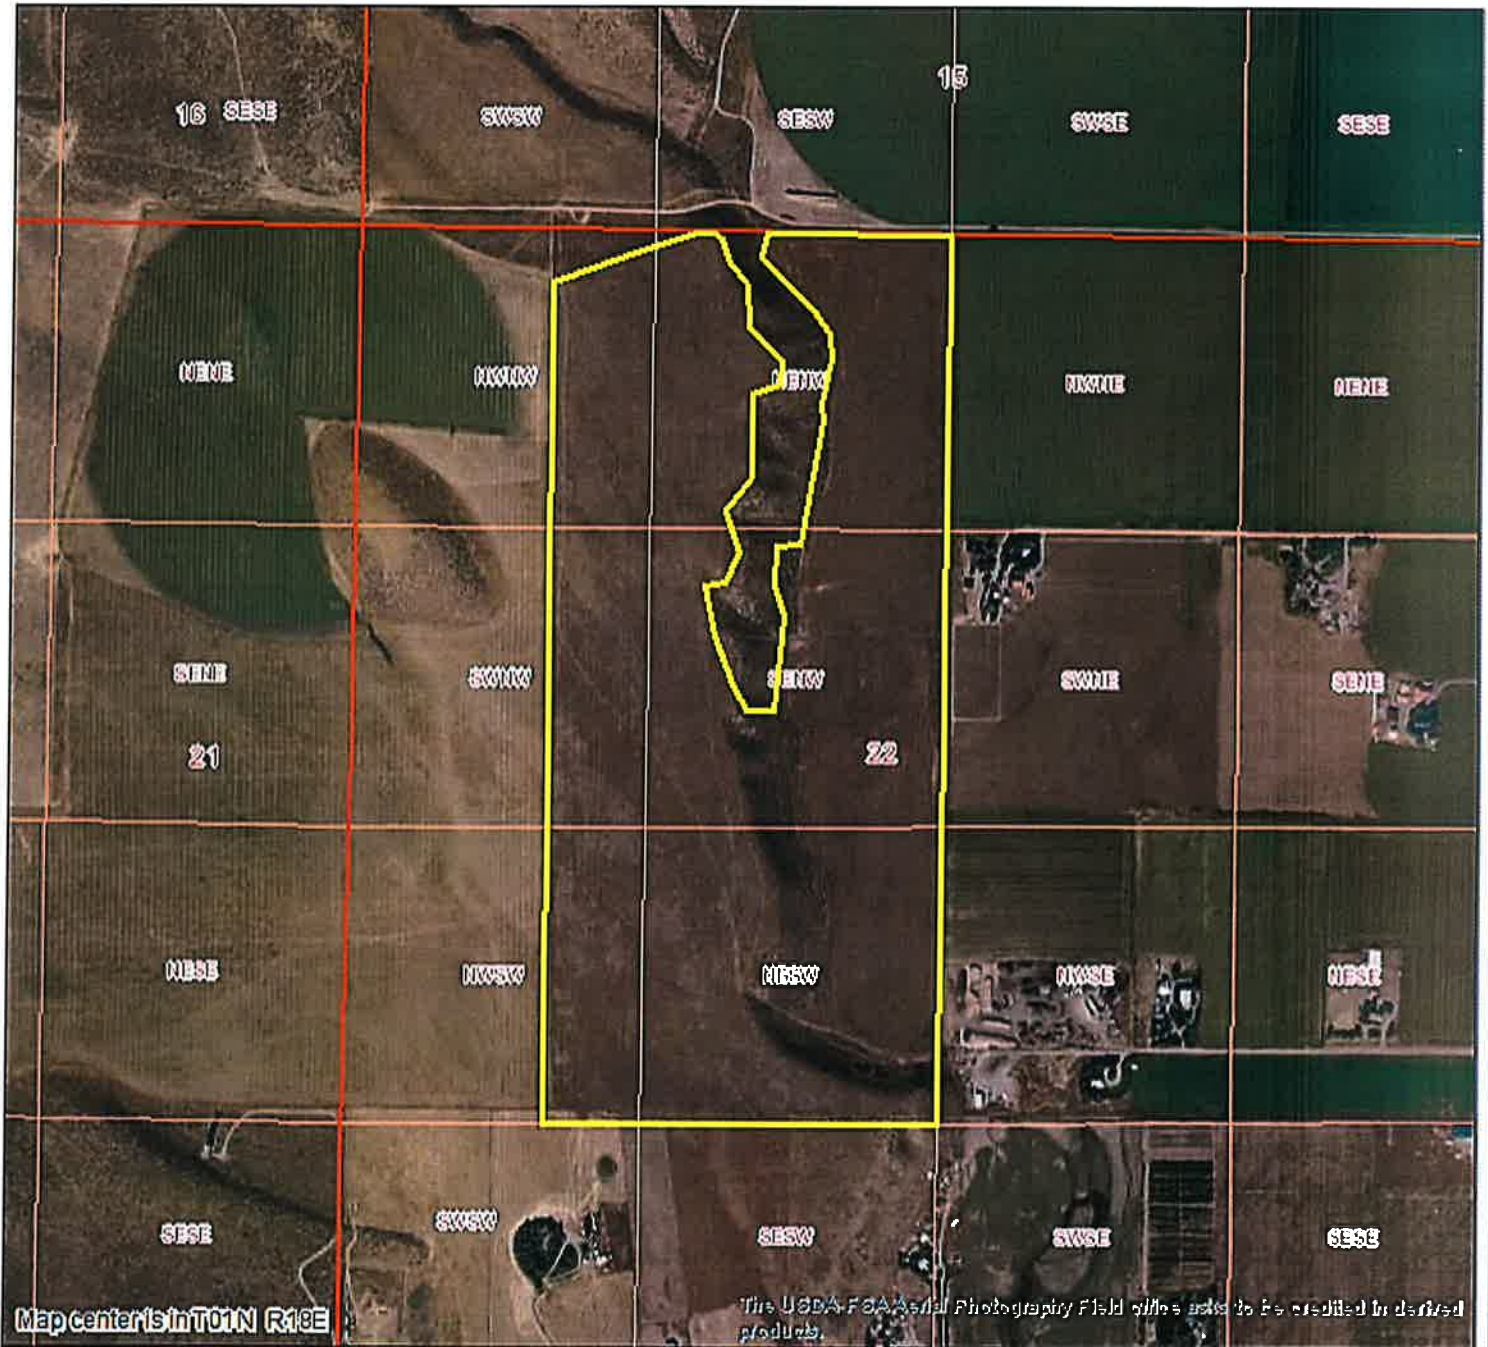 15
16 SESE
SWSW
SESW
SWSE
SESE
NENE
NWNW
NENW
NWNE
NENE
SENE
SWNW
SENW
SWNE
SENE
21
22
NESE
NWSW
NESW
NWSE
NESE
SESE
SWSW
SESW
SWSE
SESE
Map center is in T01N R18E
The USDA-FSA Aerial Photography Field office asks to be credited in derived
products.